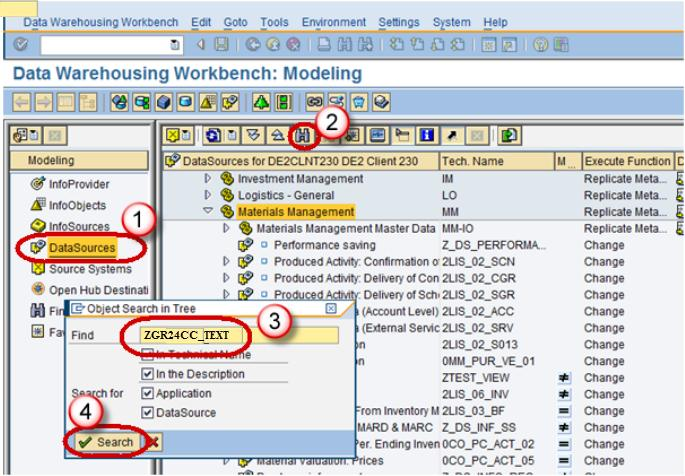 Data Warehousing Workbench Edit Goto Tools Environment Settings System Help
Data Warehousing Workbench: Modeling
2
Modeling
InfoProvider
InfoObjects
InfoSources
1
DataSources
Source Systems
Open Hub Destinati
Fin
Fav
DataSources for DE2CLNT230 DE2 Client 230 Tech. Name M... Execute Function D
Investment Management IM Replicate Meta...
Logistics - General LO Replicate Meta...
Materials Management MM Replicate Meta...
Materials Management Master Data MM-IO Replicate Meta...
Performance saving Z_DS_PERFORMA... Change
Produced Activity: Confirmation o 2LIS_02_SCN Change
Produced Activity: Delivery of Con 2LIS_02_CGR Change
Produced Activity: Delivery of Sch 2LIS_02_SGR Change
(Account Level) 2LIS_02_ACC Change
(External Servic 2LIS_02_SRV Change
on 2LIS_02_S013 Change
on 0MM_PUR_VE_01 Change
ZTEST_VIEW ≠ Change
2LIS_06_INV ≠ Change
From Inventory M 2LIS_03_BF = Change
MARD & MARC Z_DS_INF_SS ≠ Change
Per. Ending Inven 0CO_PC_ACT_02 = Change
Material Valuation: Prices 0CO_PC_ACT_05 = Change
Object Search in Tree
3
Find ZGR24CC_TEXT
In Technical Name
In the Description
Search for Application
DataSource
4
Search